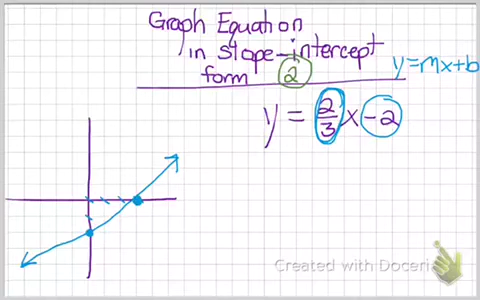 Graph Equation
in slope-intercept
form 2
y=mx+b
y = 2/3 x -2
Created with Doceri